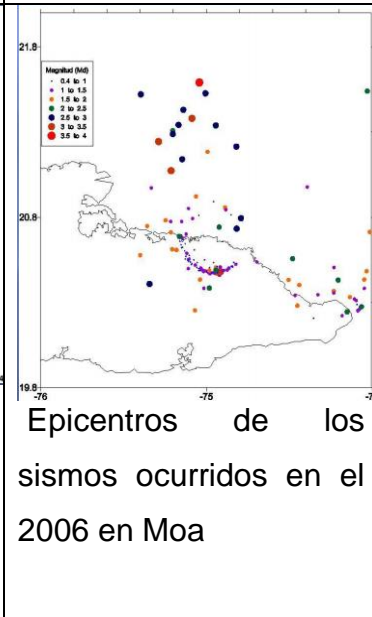 21.8
Magnitud (Md)
0.4 to 1
1 to 1.5
1.5 to 2
2 to 2.5
2.5 to 3
3 to 3.5
3.5 to 4
20.8
19.8
-76
-75
Epicentros de los
sismos ocurridos en el
2006 en Moa